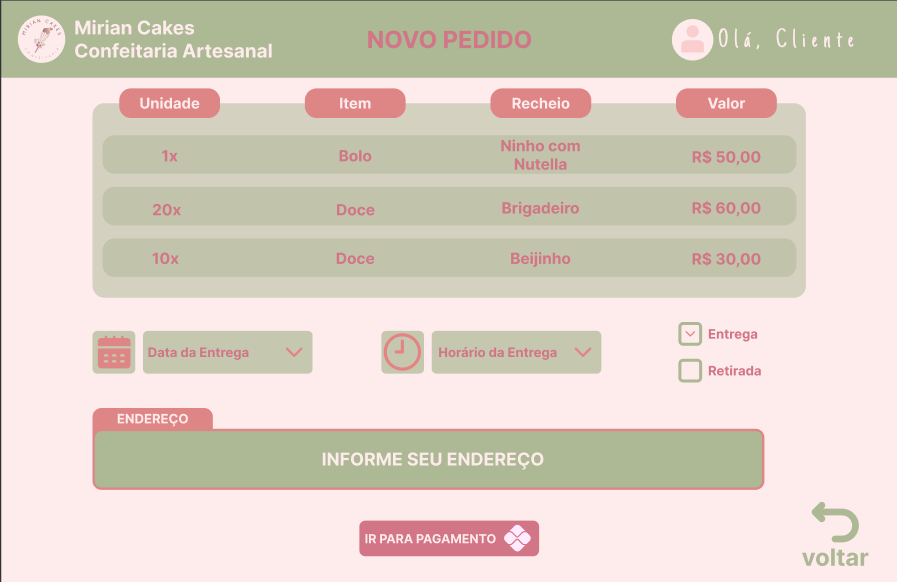 MIRIAN CAKES
Mirian Cakes
Confeitaria Artesanal
NOVO PEDIDO
Olá, Cliente
Unidade Item Recheio Valor
1x Bolo Ninho com Nutella R$ 50,00
20x Doce Brigadeiro R$ 60,00
10x Doce Beijinho R$ 30,00
Data da Entrega
Horário da Entrega
Entrega
Retirada
ENDEREÇO
INFORME SEU ENDEREÇO
IR PARA PAGAMENTO
voltar